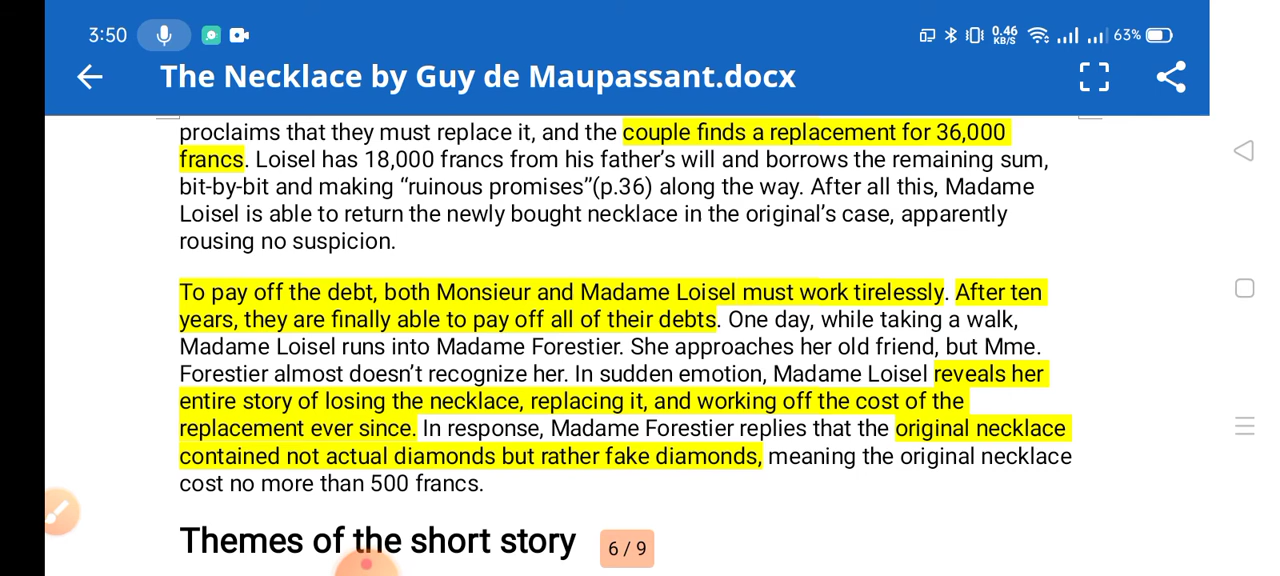 3:50
0.46 KB/S
63%
The Necklace by Guy de Maupassant.docx
proclaims that they must replace it, and the couple finds a replacement for 36,000
francs. Loisel has 18,000 francs from his father’s will and borrows the remaining sum,
bit-by-bit and making “ruinous promises”(p.36) along the way. After all this, Madame
Loisel is able to return the newly bought necklace in the original’s case, apparently
rousing no suspicion.
To pay off the debt, both Monsieur and Madame Loisel must work tirelessly. After ten
years, they are finally able to pay off all of their debts. One day, while taking a walk,
Madame Loisel runs into Madame Forestier. She approaches her old friend, but Mme.
Forestier almost doesn’t recognize her. In sudden emotion, Madame Loisel reveals her
entire story of losing the necklace, replacing it, and working off the cost of the
replacement ever since. In response, Madame Forestier replies that the original necklace
contained not actual diamonds but rather fake diamonds, meaning the original necklace
cost no more than 500 francs.
Themes of the short story
6 / 9